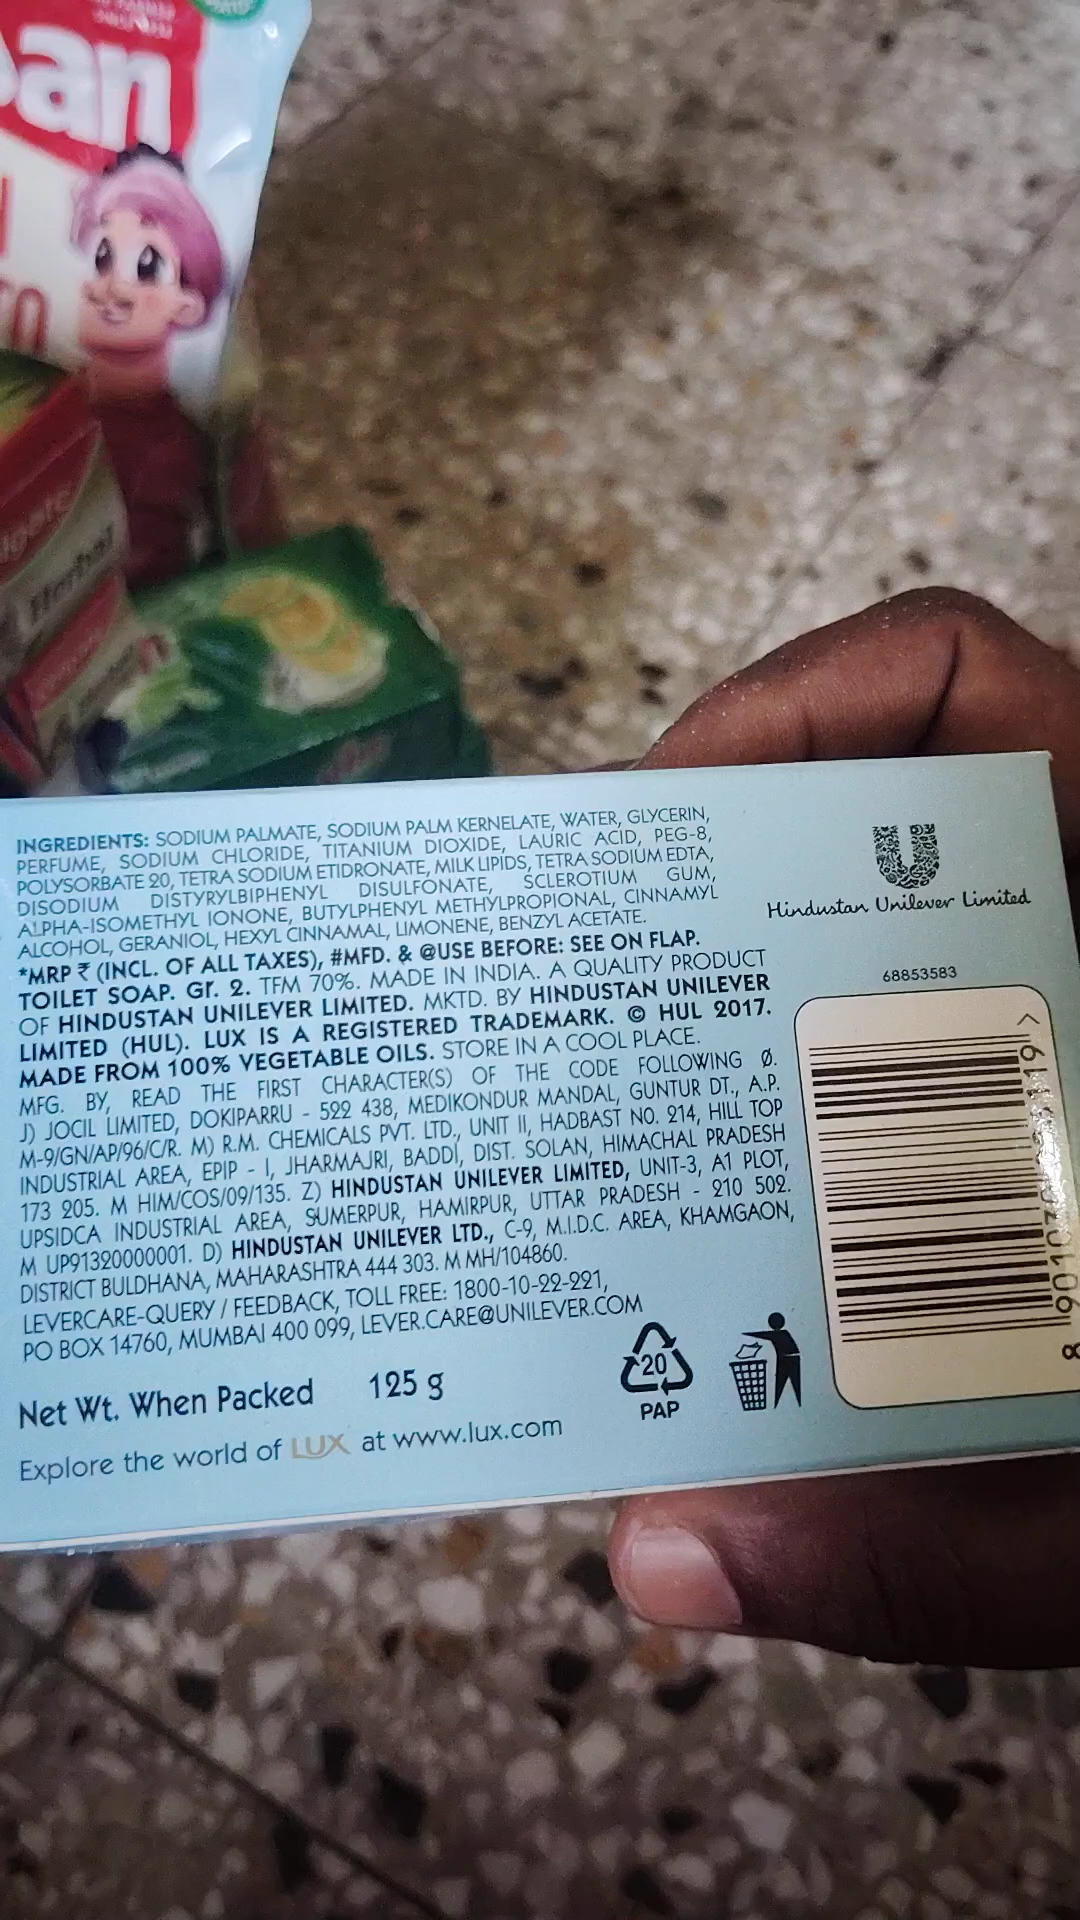 an
Herbal
INGREDIENTS: SODIUM PALMATE, SODIUM PALM KERNELATE, WATER, GLYCERIN,
PERFUME, SODIUM CHLORIDE, TITANIUM DIOXIDE, LAURIC ACID, PEG-8,
POLYSORBATE 20, TETRA SODIUM ETIDRONATE, MILK LIPIDS, TETRA SODIUM EDTA,
DISODIUM DISTYRYLBIPHENYL DISULFONATE, SCLEROTIUM GUM,
ALPHA-ISOMETHYL IONONE, BUTYLPHENYL METHYLPROPIONAL, CINNAMYL
ALCOHOL, GERANIOL, HEXYL CINNAMAL, LIMONENE, BENZYL ACETATE.
*MRP ₹ (INCL. OF ALL TAXES), #MFD. & @USE BEFORE: SEE ON FLAP.
TOILET SOAP. Gr. 2. TFM 70%. MADE IN INDIA. A QUALITY PRODUCT
OF HINDUSTAN UNILEVER LIMITED. MKTD. BY HINDUSTAN UNILEVER
LIMITED (HUL). LUX IS A REGISTERED TRADEMARK. © HUL 2017.
MADE FROM 100% VEGETABLE OILS. STORE IN A COOL PLACE.
MFG. BY, READ THE FIRST CHARACTER(S) OF THE CODE FOLLOWING Ø.
J) JOCIL LIMITED, DOKIPARRU - 522 438, MEDIKONDUR MANDAL, GUNTUR DT., A.P.
M-9/GN/AP/96/C/R. M) R.M. CHEMICALS PVT. LTD., UNIT II, HADBAST NO. 214, HILL TOP
INDUSTRIAL AREA, EPIP - I, JHARMAJRI, BADDI, DIST. SOLAN, HIMACHAL PRADESH
173 205. M HIM/COS/09/135. Z) HINDUSTAN UNILEVER LIMITED, UNIT-3, A1 PLOT,
UPSIDCA INDUSTRIAL AREA, SUMERPUR, HAMIRPUR, UTTAR PRADESH - 210 502.
M UP91320000001. D) HINDUSTAN UNILEVER LTD., C-9, M.I.D.C. AREA, KHAMGAON,
DISTRICT BULDHANA, MAHARASHTRA 444 303. M MH/104860.
LEVERCARE-QUERY / FEEDBACK, TOLL FREE: 1800-10-22-221,
PO BOX 14760, MUMBAI 400 099, LEVER.CARE@UNILEVER.COM
Net Wt. When Packed 125 g
Explore the world of LUX at www.lux.com
20
PAP
Hindustan Unilever Limited
68853583